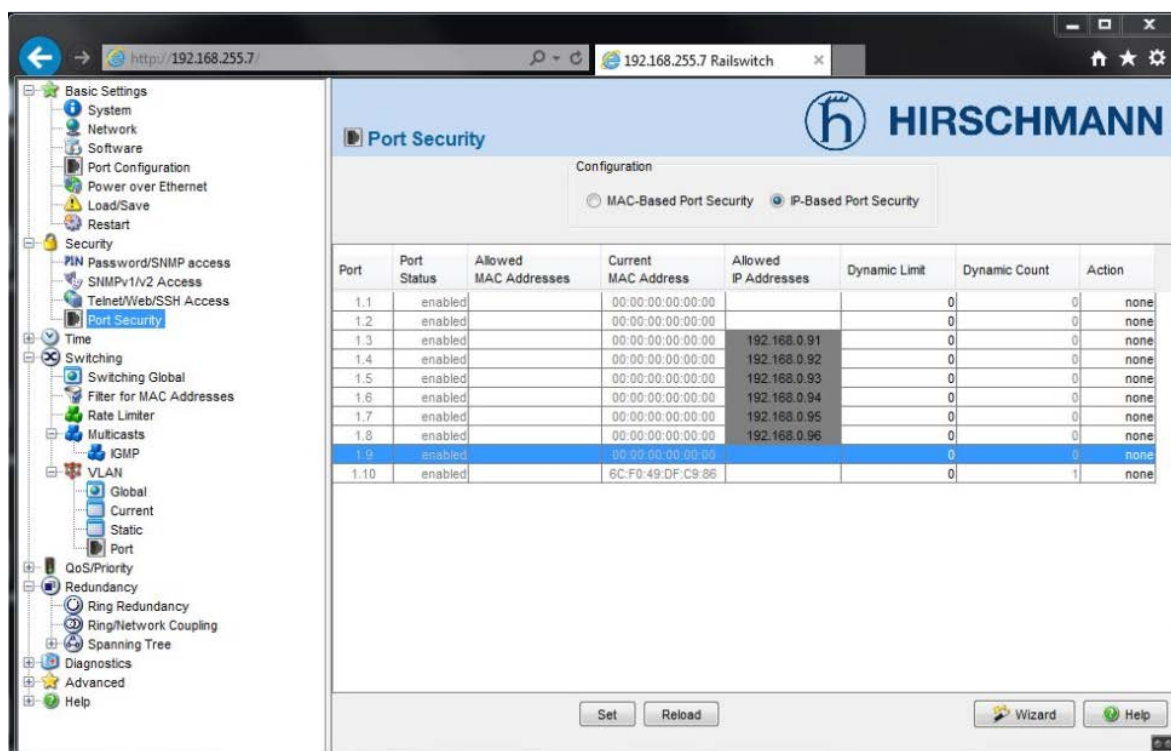 http://192.168.255.7/
192.168.255.7 Railswitch
Basic Settings
System
Network
Software
Port Configuration
Power over Ethernet
Load/Save
Restart
Security
PIN Password/SNMP access
SNMPv1/v2 Access
Telnet/Web/SSH Access
Port Security
Time
Switching
Switching Global
Filter for MAC Addresses
Rate Limiter
Multicasts
IGMP
VLAN
Global
Current
Static
Port
QoS/Priority
Redundancy
Ring Redundancy
Ring/Network Coupling
Spanning Tree
Diagnostics
Advanced
Help
Port Security
HIRSCHMANN
Configuration
MAC-Based Port Security IP-Based Port Security
Port Port Status Allowed MAC Addresses Current MAC Address Allowed IP Addresses Dynamic Limit Dynamic Count Action
1.1 enabled 00:00:00:00:00:00 0 0 none
1.2 enabled 00:00:00:00:00:00 0 0 none
1.3 enabled 00:00:00:00:00:00 192.168.0.91 0 0 none
1.4 enabled 00:00:00:00:00:00 192.168.0.92 0 0 none
1.5 enabled 00:00:00:00:00:00 192.168.0.93 0 0 none
1.6 enabled 00:00:00:00:00:00 192.168.0.94 0 0 none
1.7 enabled 00:00:00:00:00:00 192.168.0.95 0 0 none
1.8 enabled 00:00:00:00:00:00 192.168.0.96 0 0 none
1.9 enabled 00:00:00:00:00:00 0 0 none
1.10 enabled 6C:F0:49:DF:C9:86 0 1 none
Set Reload Wizard Help